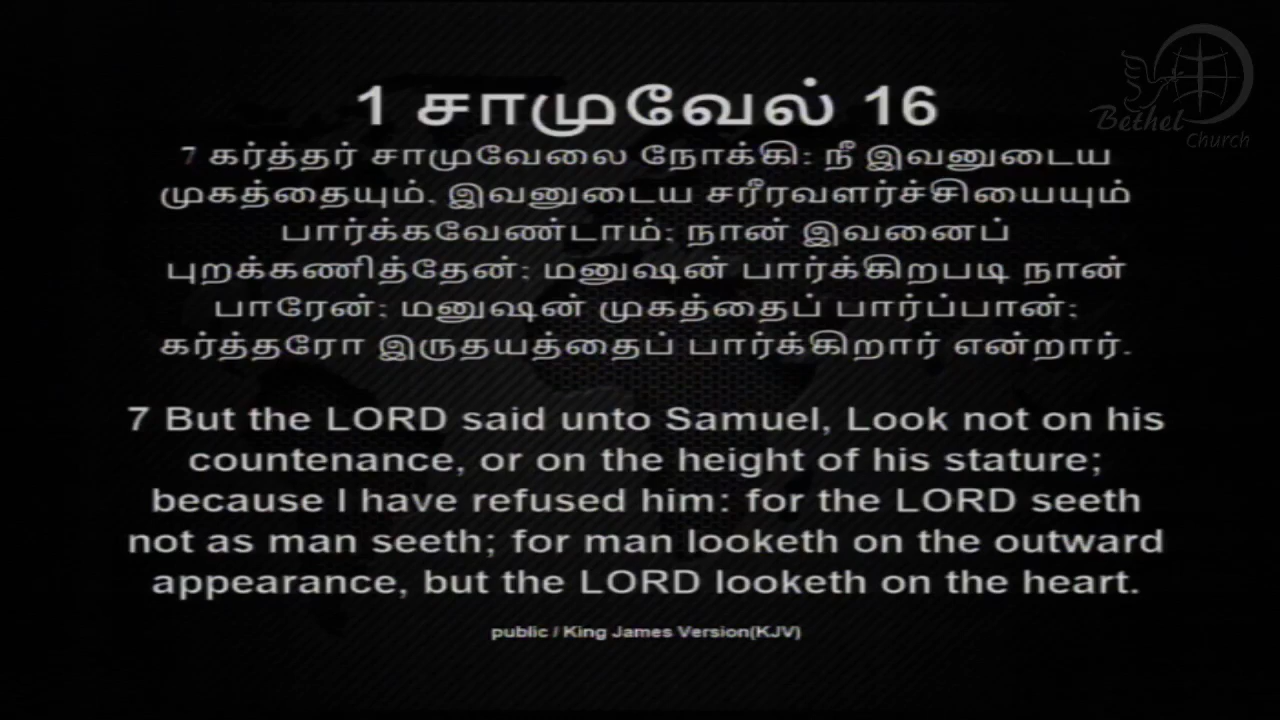 Bethel
Church
1 சாமுவேல் 16
7 கர்த்தர் சாமுவேலை நோக்கி: நீ இவனுடைய
முகத்தையும், இவனுடைய சரீரவளர்ச்சியையும்
பார்க்கவேண்டாம்; நான் இவனைப்
புறக்கணித்தேன்; மனுஷன் பார்க்கிறபடி நான்
பாரேன்; மனுஷன் முகத்தைப் பார்ப்பான்;
கர்த்தரோ இருதயத்தைப் பார்க்கிறார் என்றார்.
7 But the LORD said unto Samuel, Look not on his
countenance, or on the height of his stature;
because I have refused him: for the LORD seeth
not as man seeth; for man looketh on the outward
appearance, but the LORD looketh on the heart.
public / King James Version(KJV)